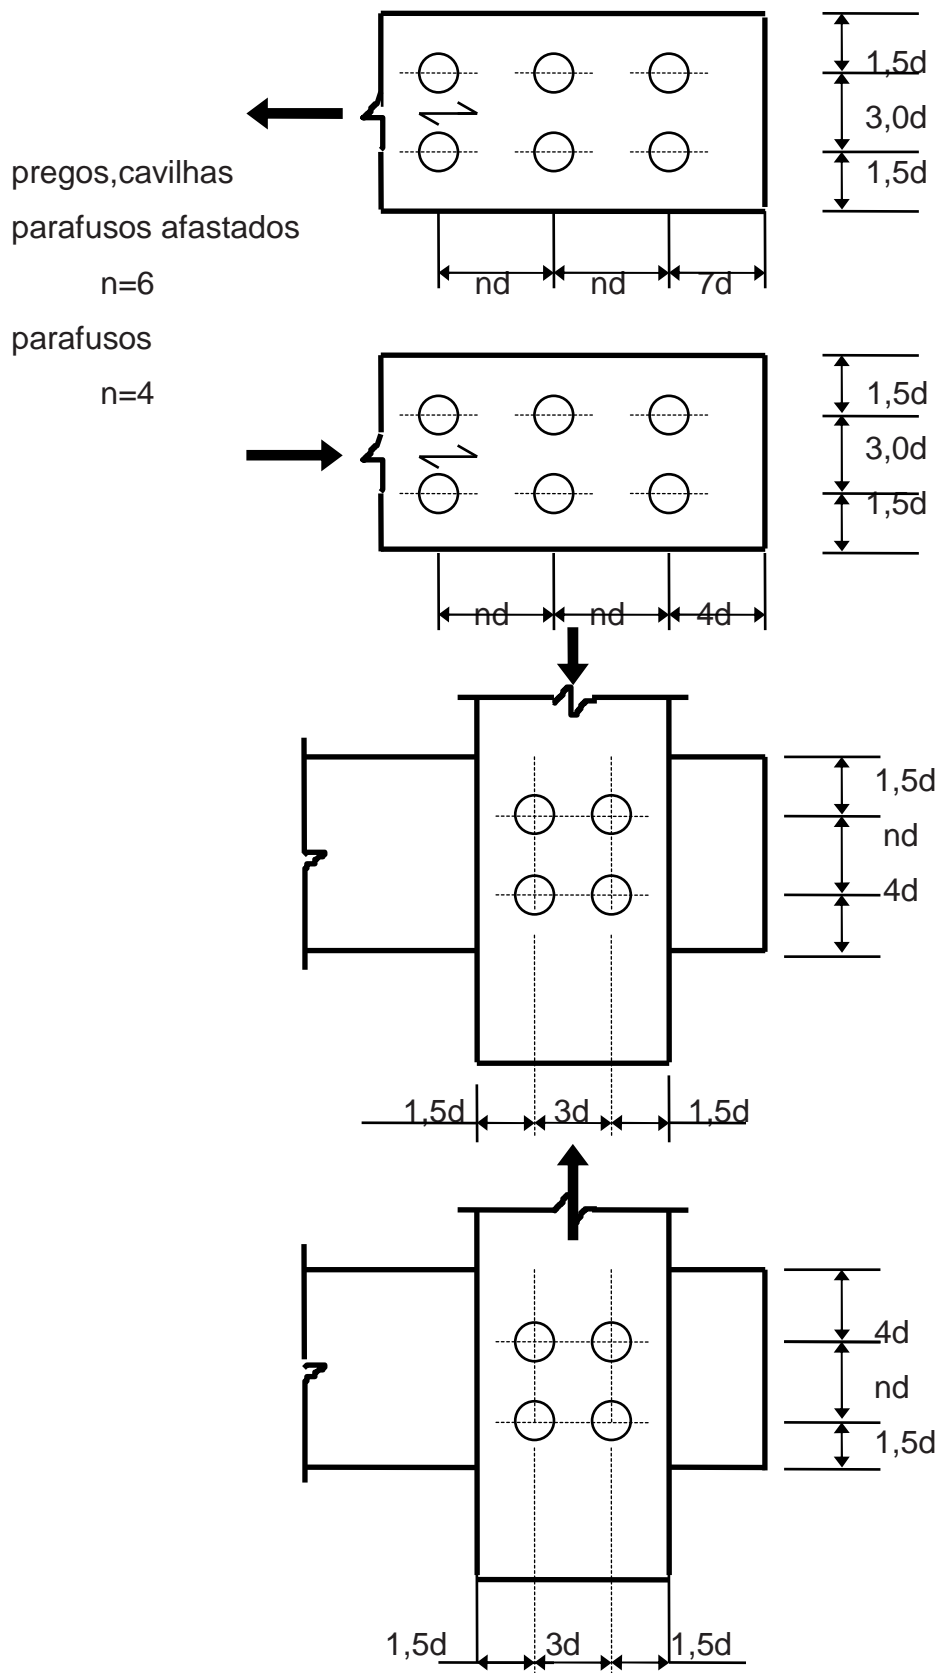 1,5d
3,0d
1,5d
pregos,cavilhas
parafusos afastados
n=6
parafusos
n=4
nd nd 7d
1,5d
3,0d
1,5d
nd nd 4d
1,5d
nd
4d
1,5d 3d 1,5d
4d
nd
1,5d
1,5d 3d 1,5d